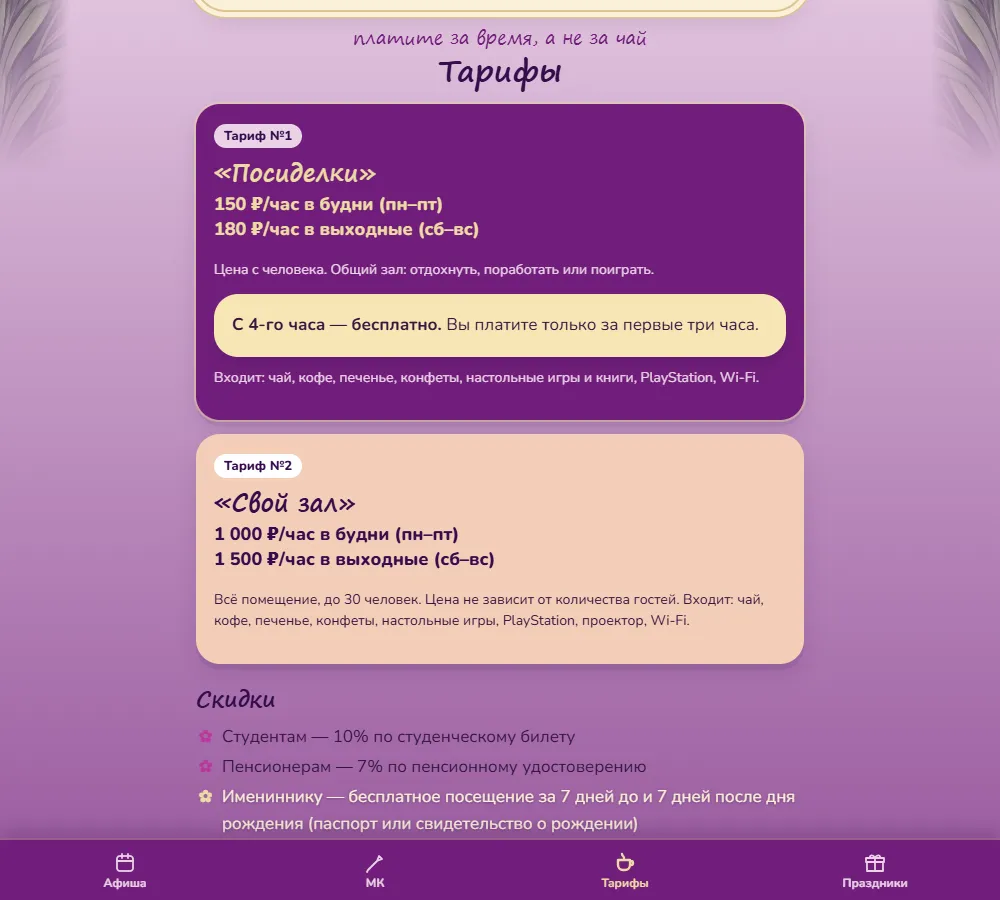 платите за время, а не за чай
Тарифы
Тариф №1
«Посиделки»
150 ₽/час в будни (пн–пт)
180 ₽/час в выходные (сб–вс)
Цена с человека. Общий зал: отдохнуть, поработать или поиграть.
С 4-го часа — бесплатно. Вы платите только за первые три часа.
Входит: чай, кофе, печенье, конфеты, настольные игры и книги, PlayStation, Wi-Fi.
Тариф №2
«Свой зал»
1 000 ₽/час в будни (пн–пт)
1 500 ₽/час в выходные (сб–вс)
Всё помещение, до 30 человек. Цена не зависит от количества гостей. Входит: чай,
кофе, печенье, конфеты, настольные игры, PlayStation, проектор, Wi-Fi.
Скидки
Студентам — 10% по студенческому билету
Пенсионерам — 7% по пенсионному удостоверению
Имениннику — бесплатное посещение за 7 дней до и 7 дней после дня
рождения (паспорт или свидетельство о рождении)
Афиша
МК
Тарифы
Праздники